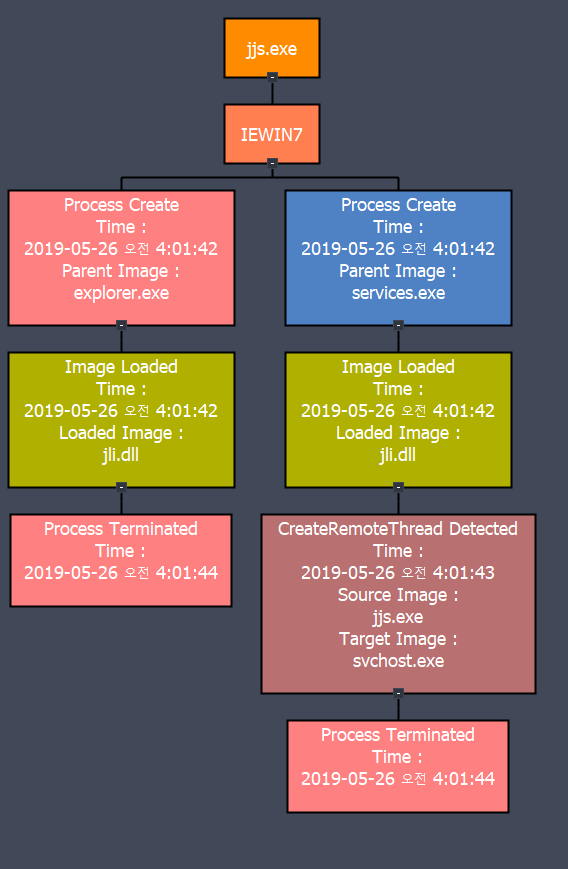 jjs.exe
IEWIN7
Process Create
Time :
2019-05-26 오전 4:01:42
Parent Image :
explorer.exe
Image Loaded
Time :
2019-05-26 오전 4:01:42
Loaded Image :
jli.dll
Process Terminated
Time :
2019-05-26 오전 4:01:44
Process Create
Time :
2019-05-26 오전 4:01:42
Parent Image :
services.exe
Image Loaded
Time :
2019-05-26 오전 4:01:42
Loaded Image :
jli.dll
CreateRemoteThread Detected
Time :
2019-05-26 오전 4:01:43
Source Image :
jjs.exe
Target Image :
svchost.exe
Process Terminated
Time :
2019-05-26 오전 4:01:44